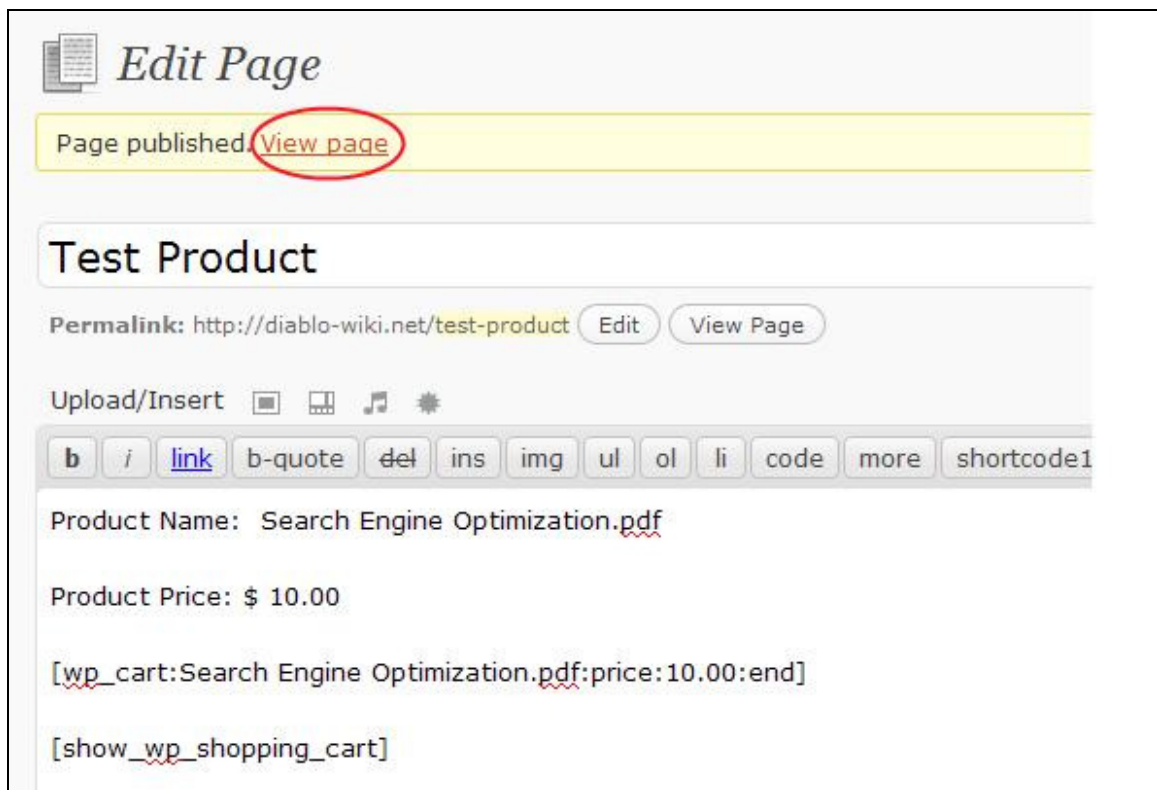 Edit Page
Page published. View page
Test Product
Permalink: http://diablo-wiki.net/test-product Edit View Page
Upload/Insert
b i link b-quote del ins img ul ol li code more shortcode1
Product Name: Search Engine Optimization.pdf
Product Price: $ 10.00
[wp_cart:Search Engine Optimization.pdf:price:10.00:end]
[show_wp_shopping_cart]